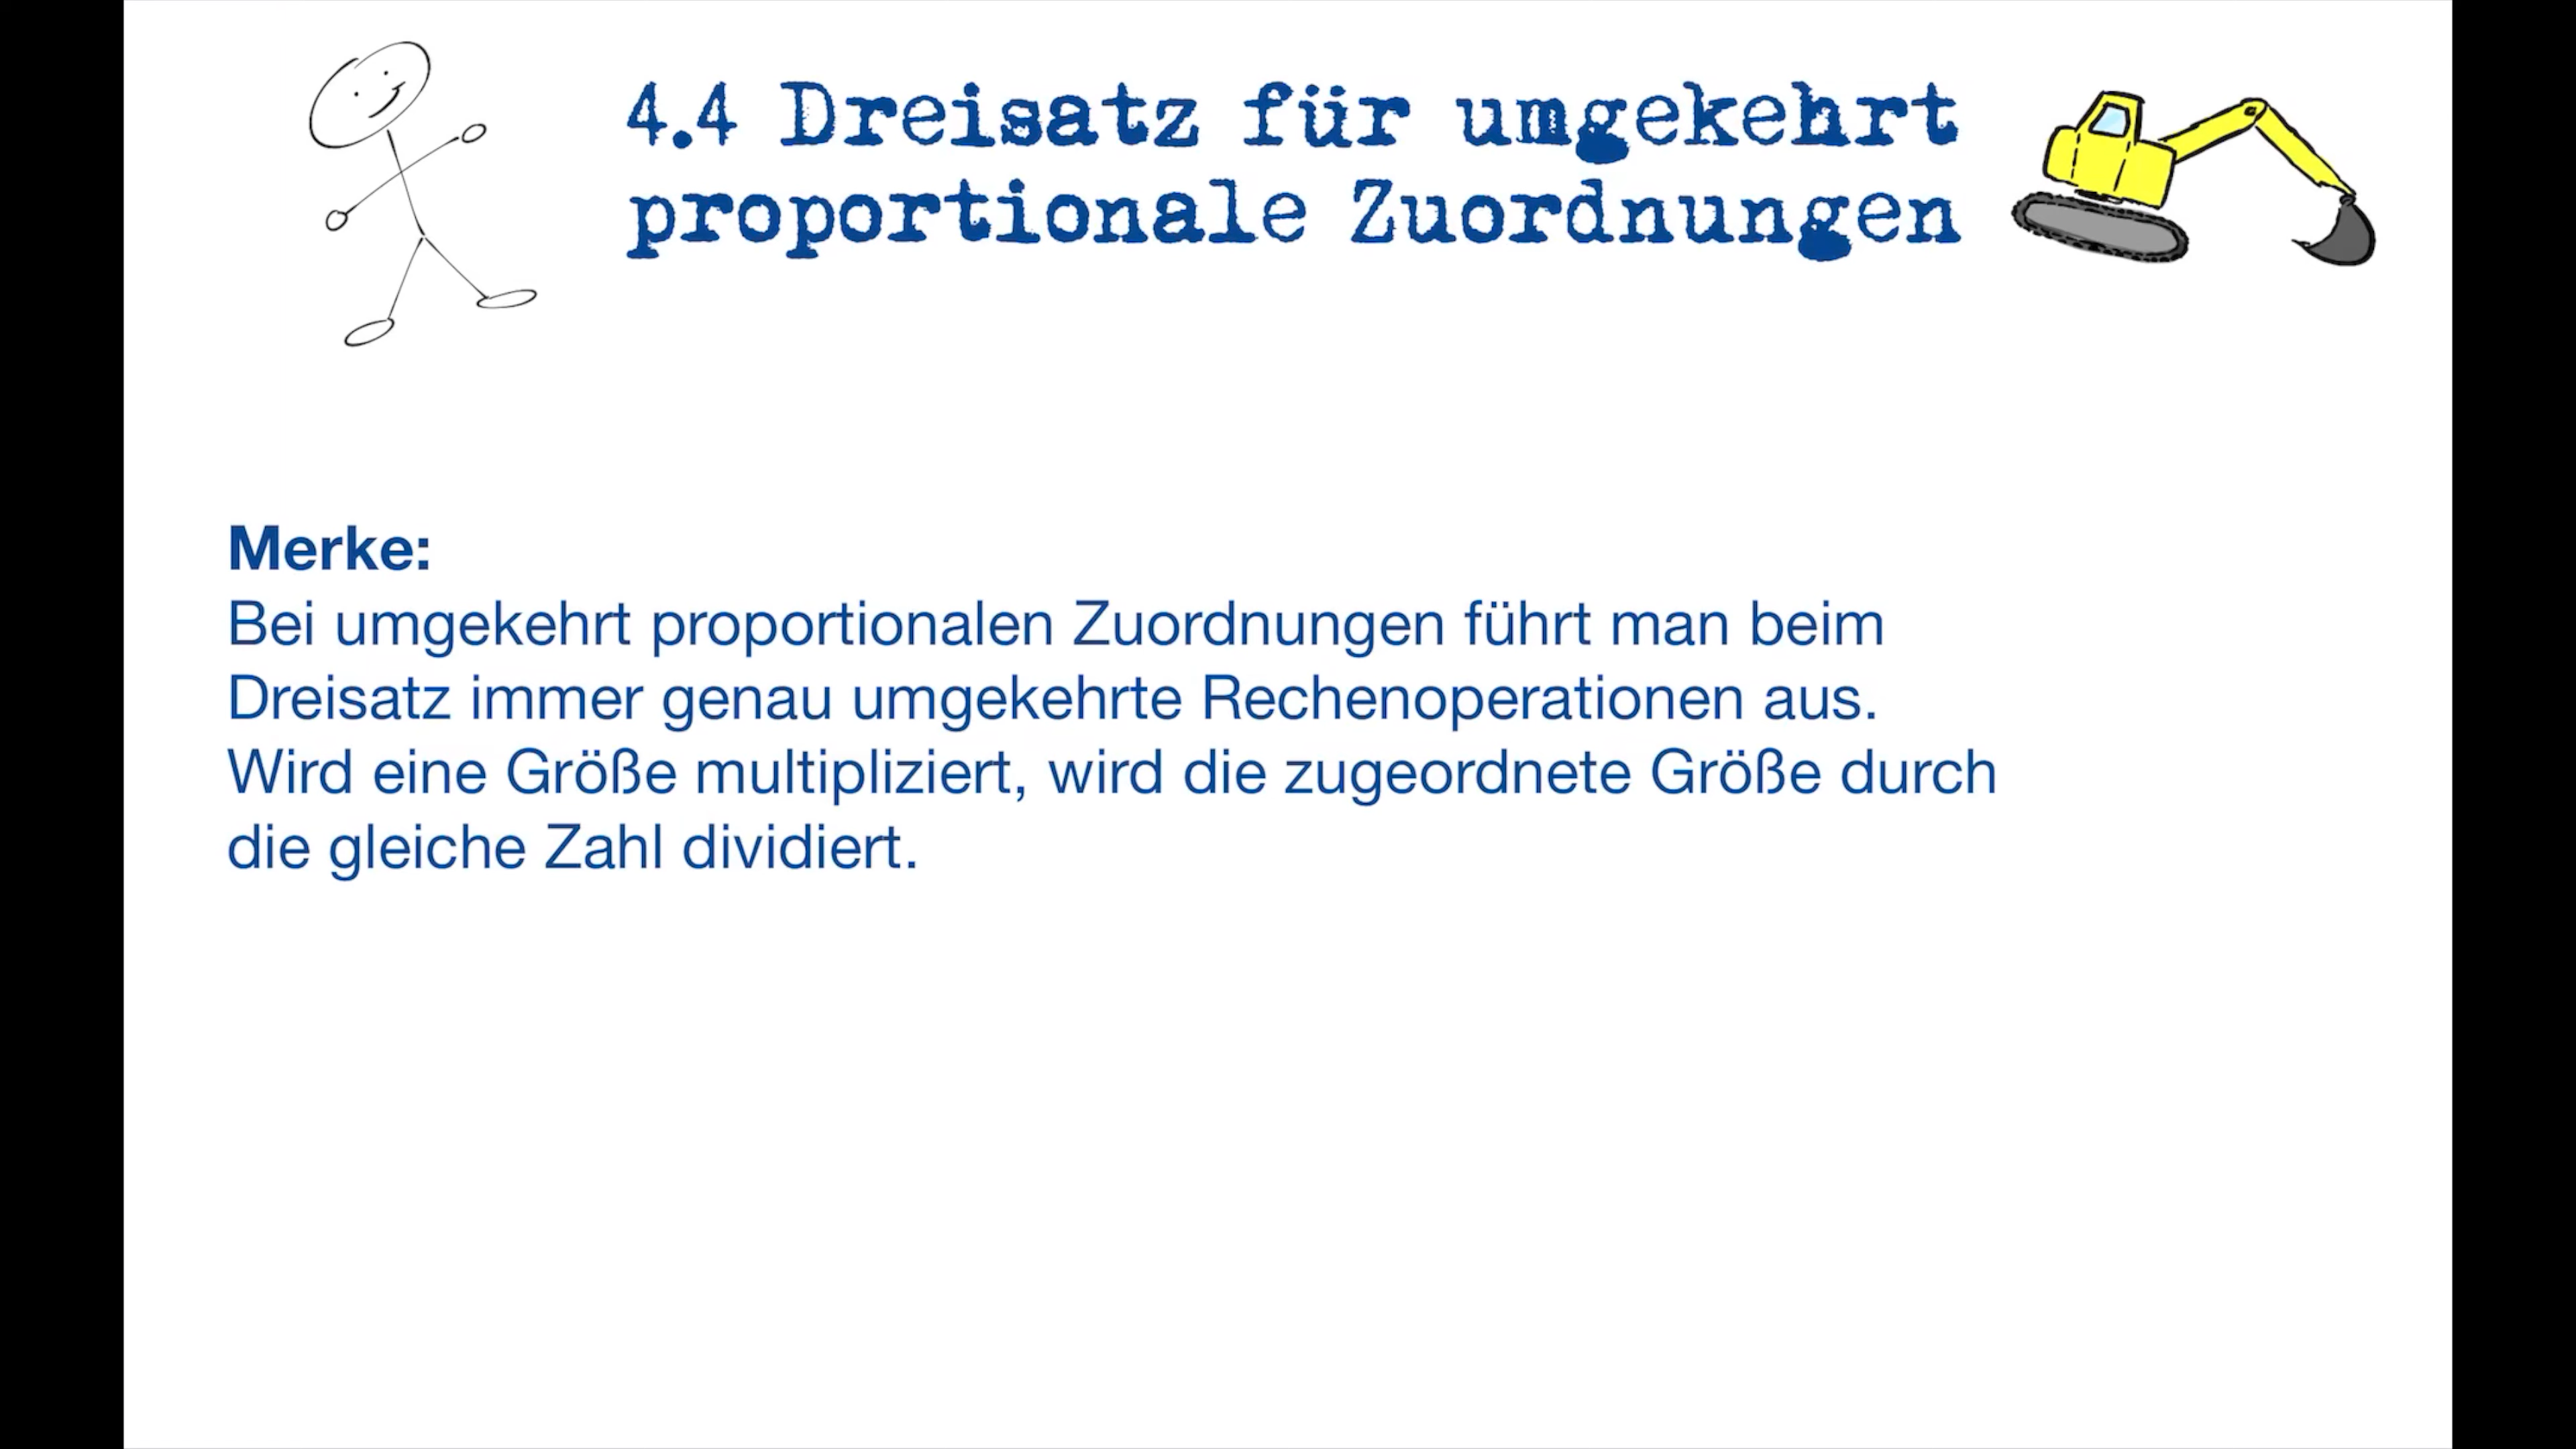 4.4 Dreisatz für umgekehrt
proportionale Zuordnungen
Merke:
Bei umgekehrt proportionalen Zuordnungen führt man beim
Dreisatz immer genau umgekehrte Rechenoperationen aus.
Wird eine Größe multipliziert, wird die zugeordnete Größe durch
die gleiche Zahl dividiert.